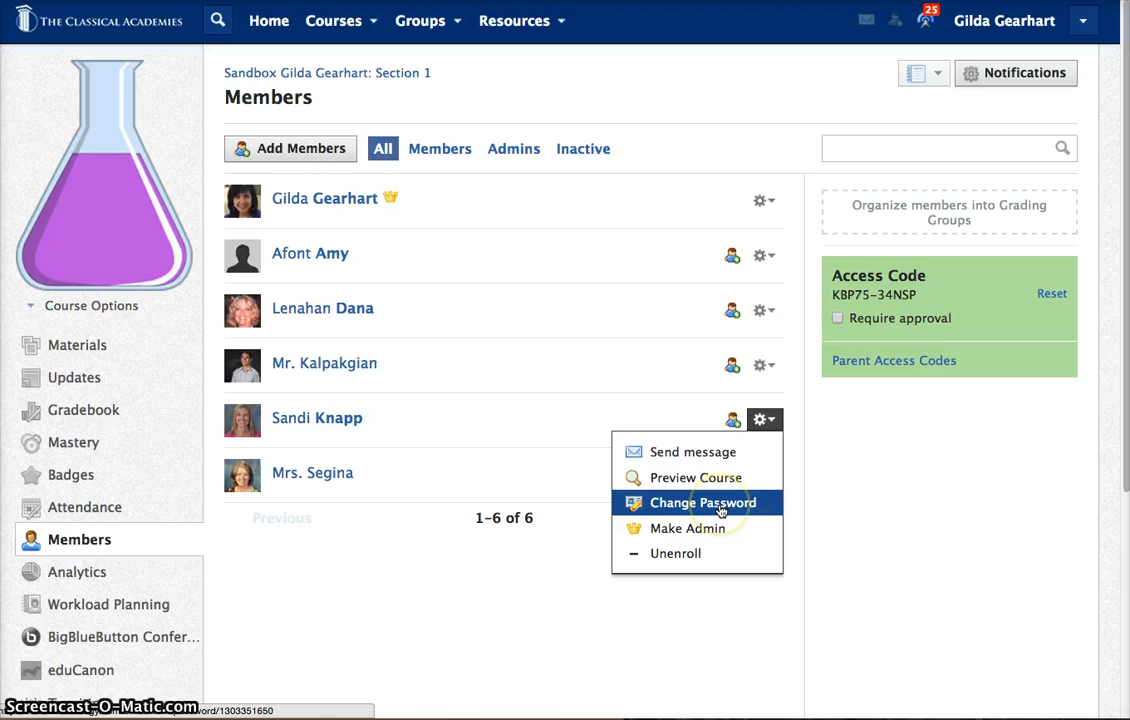 THE CLASSICAL ACADEMIES
Home Courses Groups Resources
25
Gilda Gearhart
Sandbox Gilda Gearhart: Section 1
Members
Notifications
Add Members All Members Admins Inactive
Gilda Gearhart
Afont Amy
Lenahan Dana
Mr. Kalpakgian
Sandi Knapp
Mrs. Segina
Previous 1-6 of 6
Send message
Preview Course
Change Password
Make Admin
Unenroll
Organize members into Grading
Groups
Access Code
KBP75-34NSP
Reset
Require approval
Parent Access Codes
Course Options
Materials
Updates
Gradebook
Mastery
Badges
Attendance
Members
Analytics
Workload Planning
BigBlueButton Confer...
eduCanon
Screencast-O-Matic.com